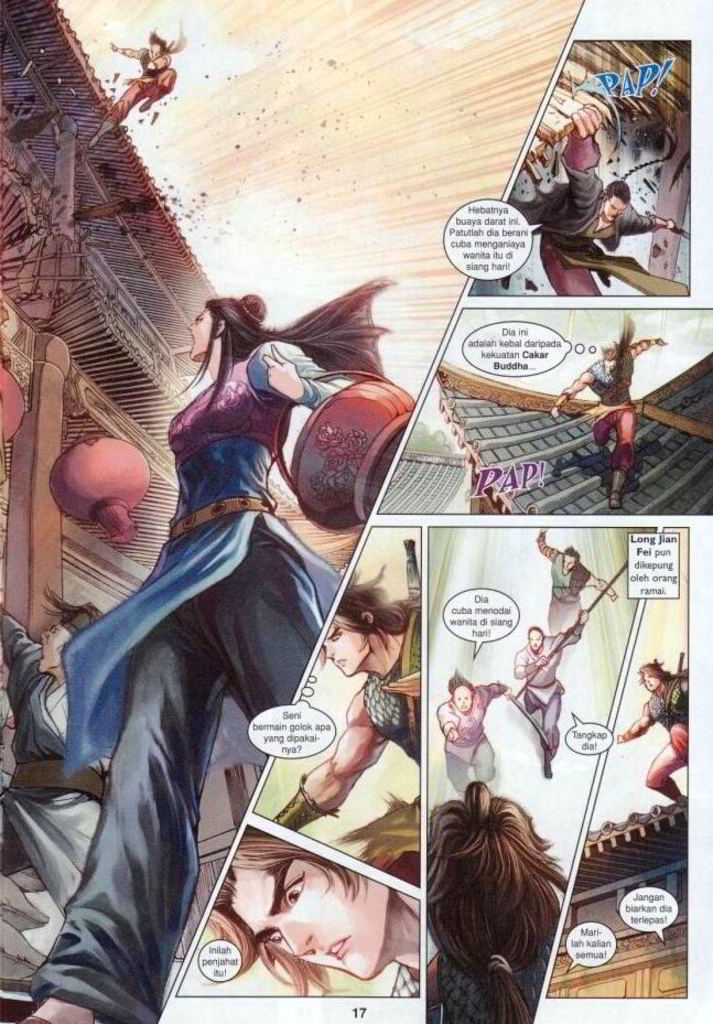 PAP!
Hebatnya
buaya darat ini.
Patutlah dia berani
cuba menganiaya
wanita itu di
siang hari!
Dia ini
adalah kebal daripada
kekuatan Cakar
Buddha...
PAP!
Seni
bermain golok apa
yang dipakai-
nya?
Inilah
penjahat
itu!
Long Jian
Fei pun
dikepung
oleh orang
ramai.
Dia
cuba menodai
wanita di siang
hari!
Tangkap
dia!
Jangan
biarkan dia
terlepas!
Mari-
lah kalian
semua!
17